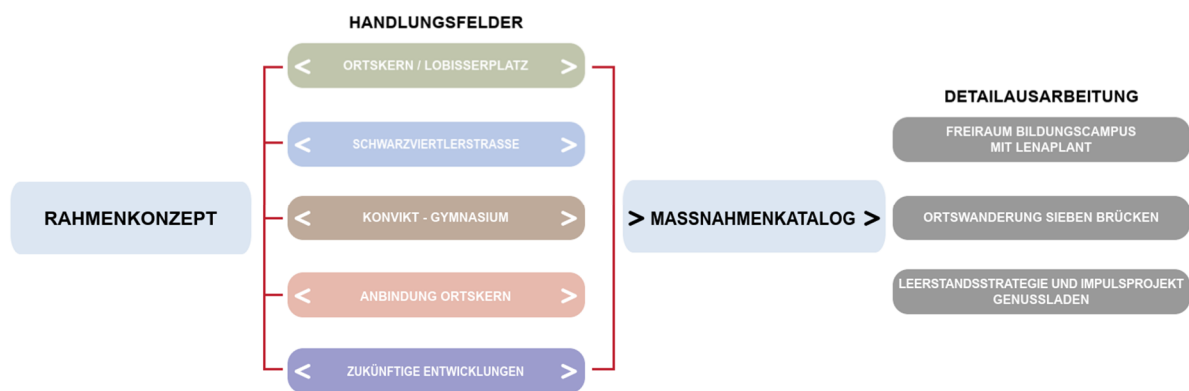 HANDLUNGSFELDER
< ORTSKERN / LOBISSERPLATZ >
< SCHWARZVIERTLERSTRASSE >
RAHMENKONZEPT
< KONVIKT - GYMNASIUM >
< ANBINDUNG ORTSKERN >
< ZUKÜNFTIGE ENTWICKLUNGEN >
> MASSNAHMENKATALOG >
DETAILAUSARBEITUNG
FREIRAUM BILDUNGSCAMPUS
MIT LENAPLANT
ORTSWANDERUNG SIEBEN BRÜCKEN
LEERSTANDSSTRATEGIE UND IMPULSPROJEKT
GENUSSLADEN